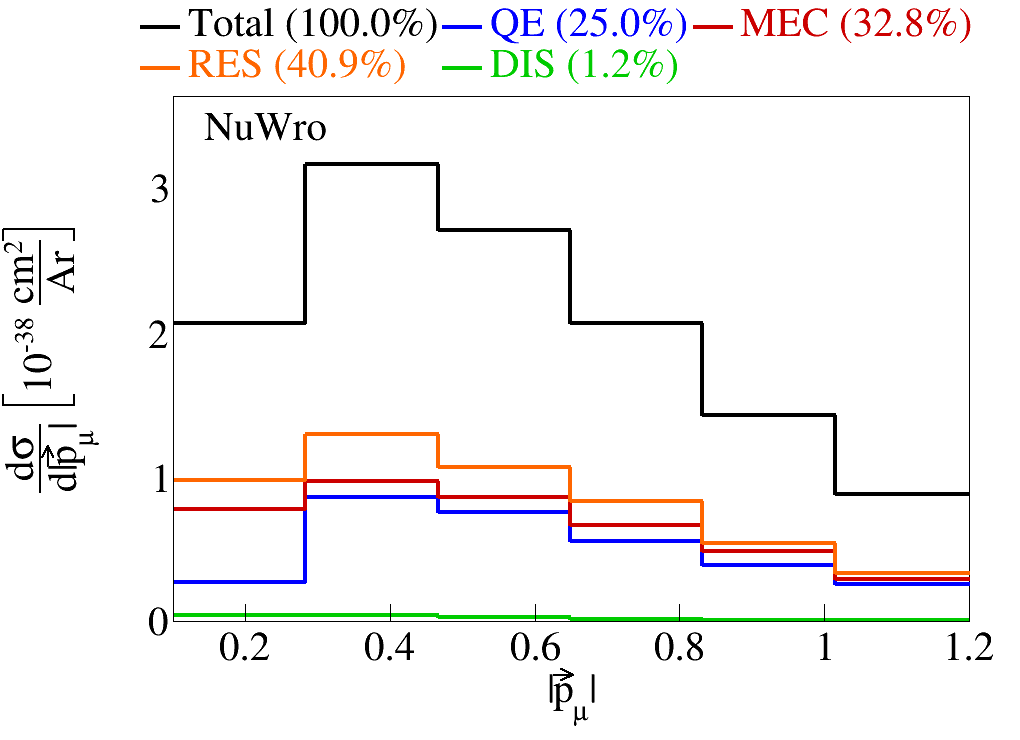 Total (100.0%) QE (25.0%) MEC (32.8%)
RES (40.9%) DIS (1.2%)
NuWro
3
2
1
0
0.2 0.4 0.6 0.8 1 1.2
|p⃗μ|
dσ/d|p⃗μ| [10⁻³⁸ cm²/Ar]